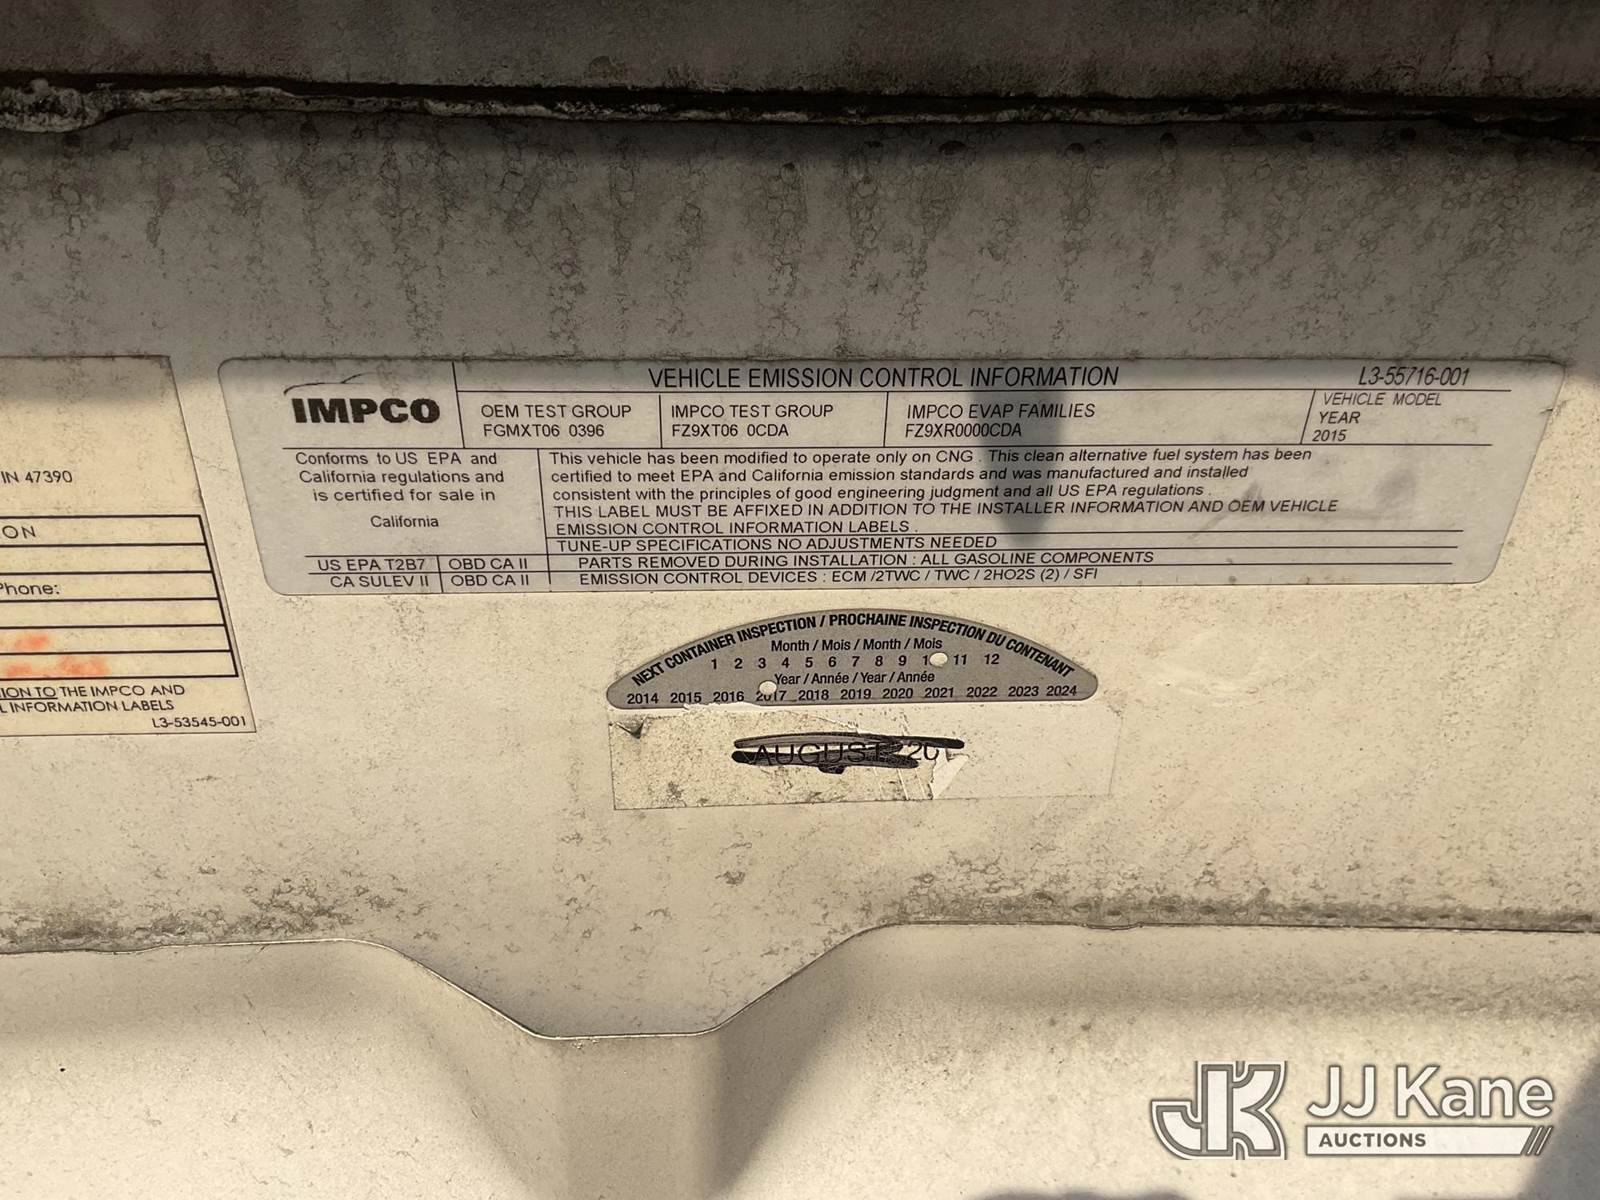 IN 47390
ON
Phone:
ION TO THE IMPCO AND
L INFORMATION LABELS
L3-53545-001
IMPCO
VEHICLE EMISSION CONTROL INFORMATION
L3-55716-001
OEM TEST GROUP
FGMXT06 0396
IMPCO TEST GROUP
FZ9XT06 0CDA
IMPCO EVAP FAMILIES
FZ9XR0000CDA
VEHICLE MODEL
YEAR
2015
Conforms to US EPA and
California regulations and
is certified for sale in
California
This vehicle has been modified to operate only on CNG . This clean alternative fuel system has been
certified to meet EPA and California emission standards and was manufactured and installed
consistent with the principles of good engineering judgment and all US EPA regulations .
THIS LABEL MUST BE AFFIXED IN ADDITION TO THE INSTALLER INFORMATION AND OEM VEHICLE
EMISSION CONTROL INFORMATION LABELS .
TUNE-UP SPECIFICATIONS NO ADJUSTMENTS NEEDED
US EPA T2B7 OBD CA II PARTS REMOVED DURING INSTALLATION : ALL GASOLINE COMPONENTS
CA SULEV II OBD CA II EMISSION CONTROL DEVICES : ECM /2TWC / TWC / 2HO2S (2) / SFI
NEXT CONTAINER INSPECTION / PROCHAINE INSPECTION DU CONTENANT
Month / Mois / Month / Mois
1 2 3 4 5 6 7 8 9 1 11 12
Year / Année / Year / Année
2014 2015 2016 2017 2018 2019 2020 2021 2022 2023 2024
AUGUST 20
JJ Kane
AUCTIONS